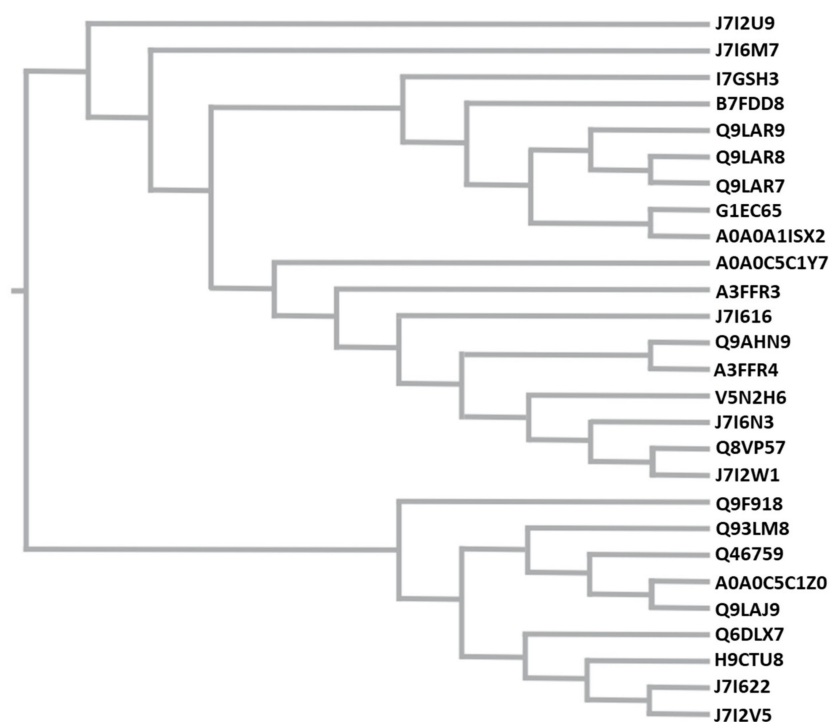 J7I2U9
J7I6M7
I7GSH3
B7FDD8
Q9LAR9
Q9LAR8
Q9LAR7
G1EC65
A0A0A1ISX2
A0A0C5C1Y7
A3FFR3
J7I616
Q9AHN9
A3FFR4
V5N2H6
J7I6N3
Q8VP57
J7I2W1
Q9F918
Q93LM8
Q46759
A0A0C5C1Z0
Q9LAJ9
Q6DLX7
H9CTU8
J7I622
J7I2V5